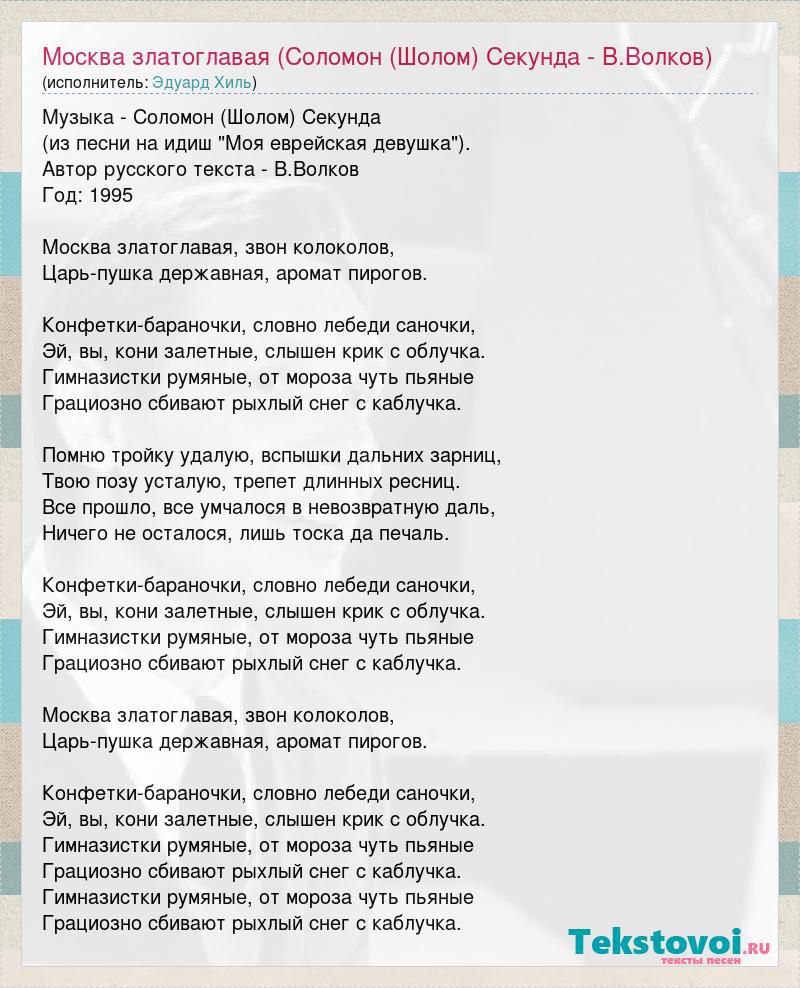 Москва златоглавая (Соломон (Шолом) Секунда - В.Волков)
(исполнитель: Эдуард Хиль)
Музыка - Соломон (Шолом) Секунда
(из песни на идиш "Моя еврейская девушка").
Автор русского текста - В.Волков
Год: 1995
Москва златоглавая, звон колоколов,
Царь-пушка державная, аромат пирогов.
Конфетки-бараночки, словно лебеди саночки,
Эй, вы, кони залетные, слышен крик с облучка.
Гимназистки румяные, от мороза чуть пьяные
Грациозно сбивают рыхлый снег с каблучка.
Помню тройку удалую, вспышки дальних зарниц,
Твою позу усталую, трепет длинных ресниц.
Все прошло, все умчалося в невозвратную даль,
Ничего не осталося, лишь тоска да печаль.
Конфетки-бараночки, словно лебеди саночки,
Эй, вы, кони залетные, слышен крик с облучка.
Гимназистки румяные, от мороза чуть пьяные
Грациозно сбивают рыхлый снег с каблучка.
Москва златоглавая, звон колоколов,
Царь-пушка державная, аромат пирогов.
Конфетки-бараночки, словно лебеди саночки,
Эй, вы, кони залетные, слышен крик с облучка.
Гимназистки румяные, от мороза чуть пьяные
Грациозно сбивают рыхлый снег с каблучка.
Гимназистки румяные, от мороза чуть пьяные
Грациозно сбивают рыхлый снег с каблучка.
Tekstovoi.RU
тексты песен